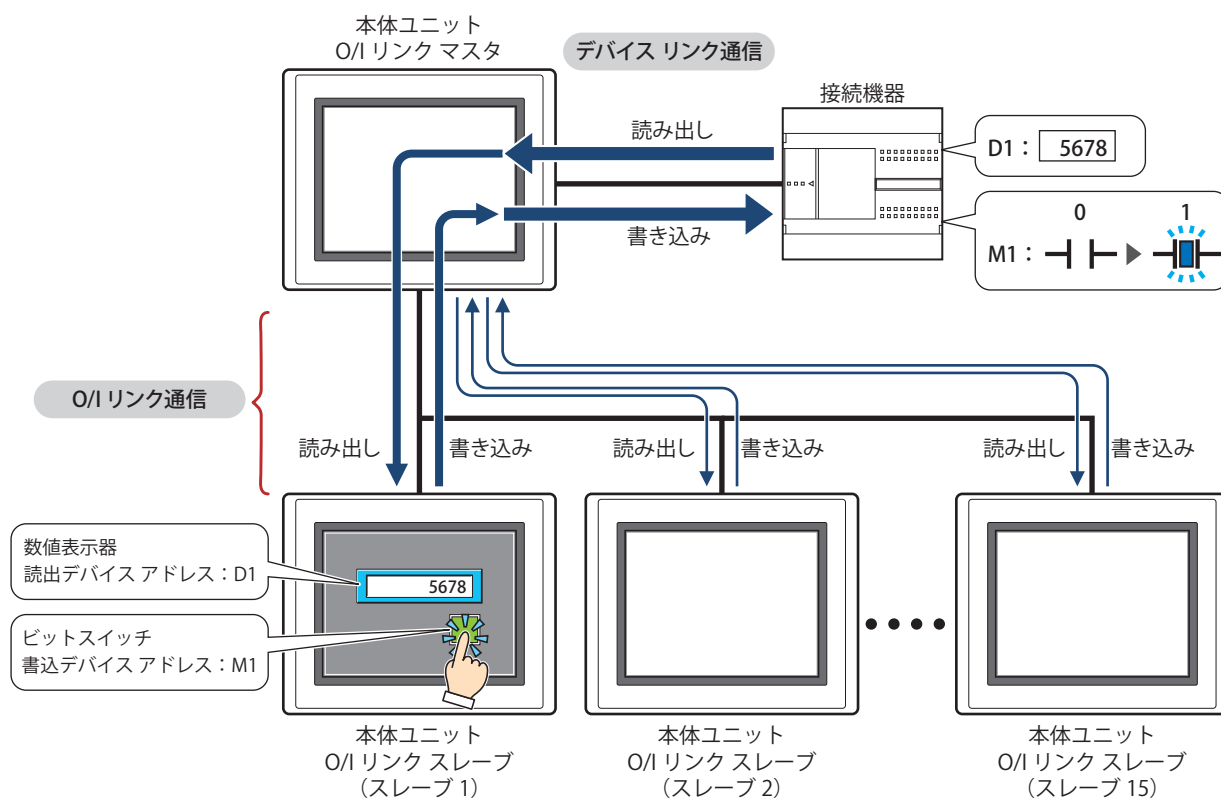 本体ユニット
O/I リンク マスタ
デバイス リンク通信
接続機器
読み出し
D1： 5678
書き込み
0 1
M1：
O/I リンク通信
読み出し 書き込み 読み出し 書き込み 読み出し 書き込み
数値表示器
読出デバイス アドレス：D1
5678
ビットスイッチ
書込デバイス アドレス：M1
本体ユニット
O/I リンク スレーブ
（スレーブ 1）
本体ユニット
O/I リンク スレーブ
（スレーブ 2）
本体ユニット
O/I リンク スレーブ
（スレーブ 15）